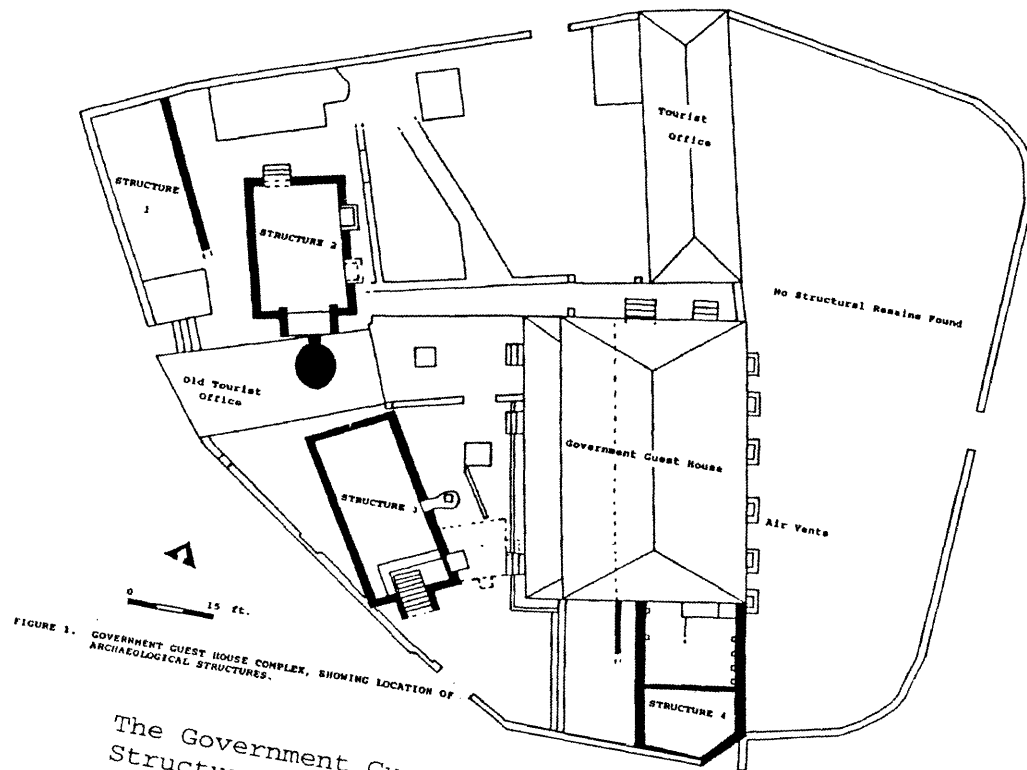 Tourist
Office
STRUCTURE
1
STRUCTURE 2
No Structural Remains Found
Old Tourist
Office
Government Guest House
STRUCTURE 3
Air Vents
0 15 ft.
FIGURE 1. GOVERNMENT GUEST HOUSE COMPLEX, SHOWING LOCATION OF
ARCHAEOLOGICAL STRUCTURES.
STRUCTURE 4
The Government